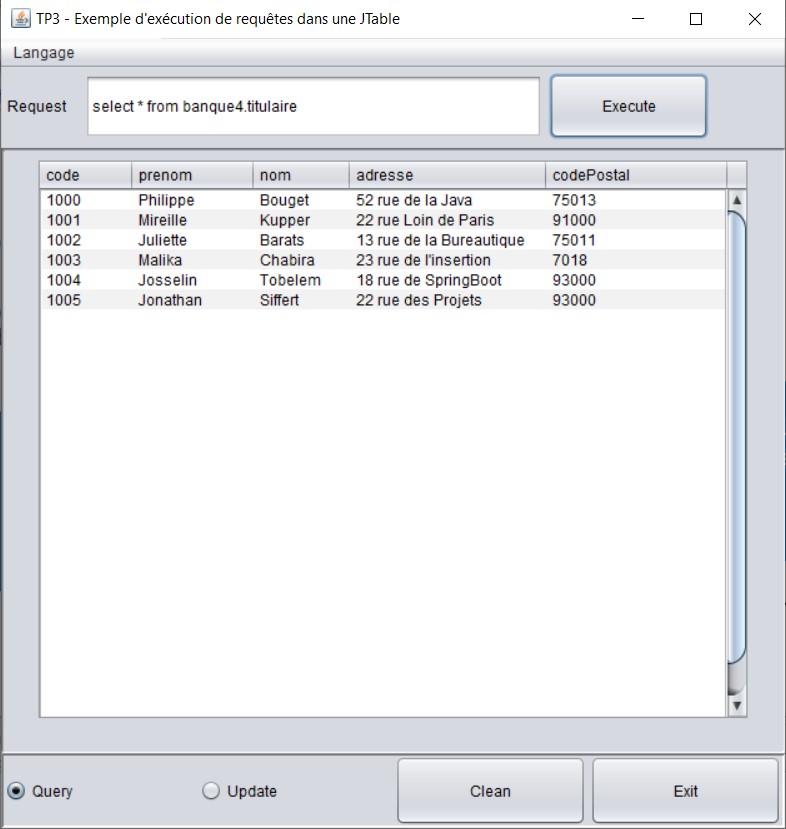 TP3 - Exemple d'exécution de requêtes dans une JTable
Langage
Request select * from banque4.titulaire Execute
code prenom nom adresse codePostal
1000 Philippe Bouget 52 rue de la Java 75013
1001 Mireille Kupper 22 rue Loin de Paris 91000
1002 Juliette Barats 13 rue de la Bureautique 75011
1003 Malika Chabira 23 rue de l'insertion 7018
1004 Josselin Tobelem 18 rue de SpringBoot 93000
1005 Jonathan Siffert 22 rue des Projets 93000
Query Update Clean Exit